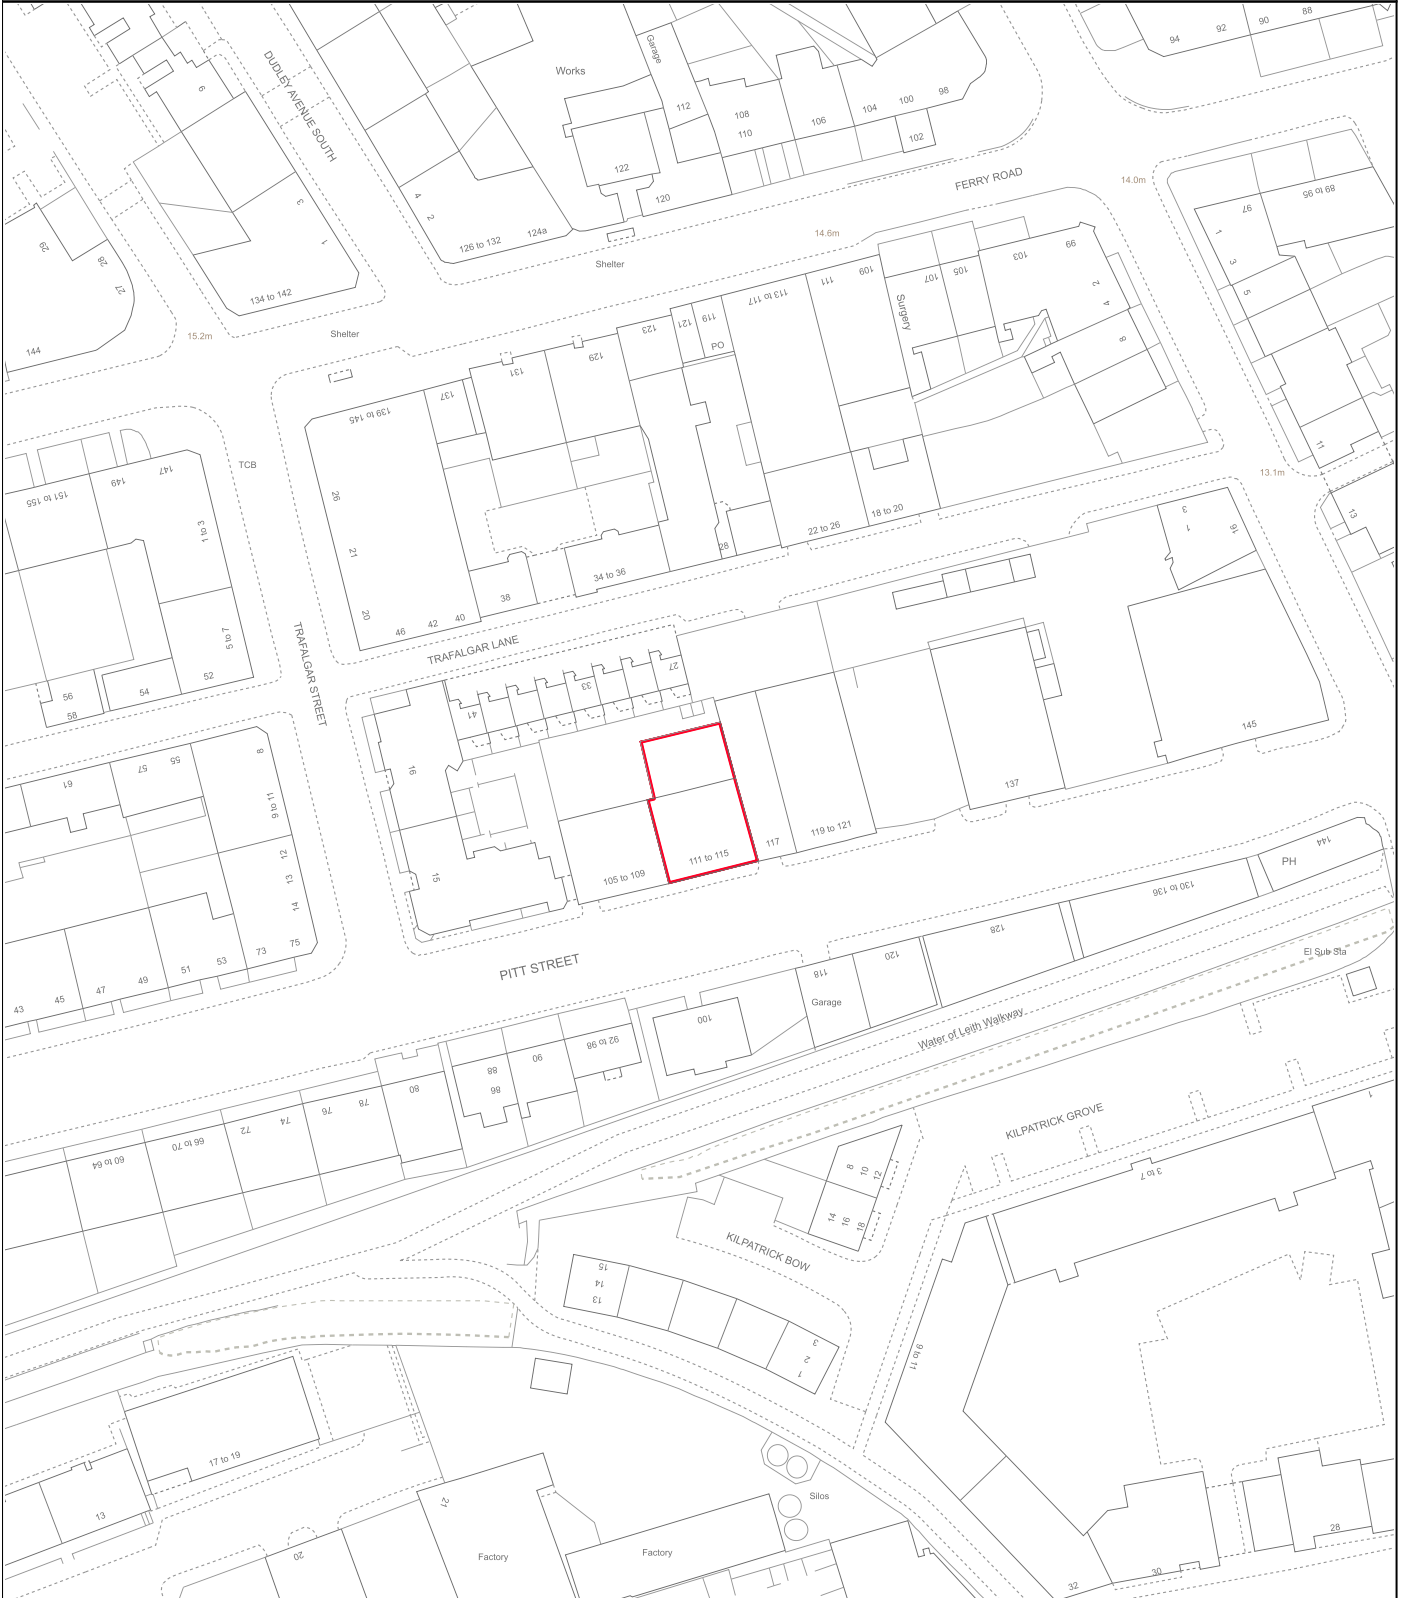 88
90
92
94
DUDLEY AVENUE SOUTH
Garage
Works
9
98
100
104
106
108
110
112
102
122
120
FERRY ROAD
14.0m
89 to 95
97
1
3
5
3
1
4
2
126 to 132
124a
14.6m
Shelter
29
28
27
134 to 142
15.2m
Shelter
144
99
103
105
107
109
111
113 to 117
Surgery
2
4
8
119
121
123
PO
129
131
137
139 to 145
11
13.1m
13
TCB
147
149
151 to 155
1 to 3
5 to 7
26
21
20
46
42
40
38
34 to 36
28
22 to 26
18 to 20
3
1
16
TRAFALGAR LANE
TRAFALGAR STREET
56
58
54
52
27
33
41
16
15
145
137
119 to 121
117
111 to 115
105 to 109
8
55
57
61
9 to 11
12
13
14
75
73
53
51
49
47
45
43
PITT STREET
144
PH
130 to 136
128
120
118
Garage
100
El Sub Sta
Water of Leith Walkway
92 to 98
90
88
86
80
78
76
74
72
66 to 70
60 to 64
KILPATRICK GROVE
1
3 to 7
8
10
12
14
16
18
KILPATRICK BOW
15
14
13
3
2
1
9 to 11
17 to 19
13
21
20
Silos
Factory
Factory
28
30
32